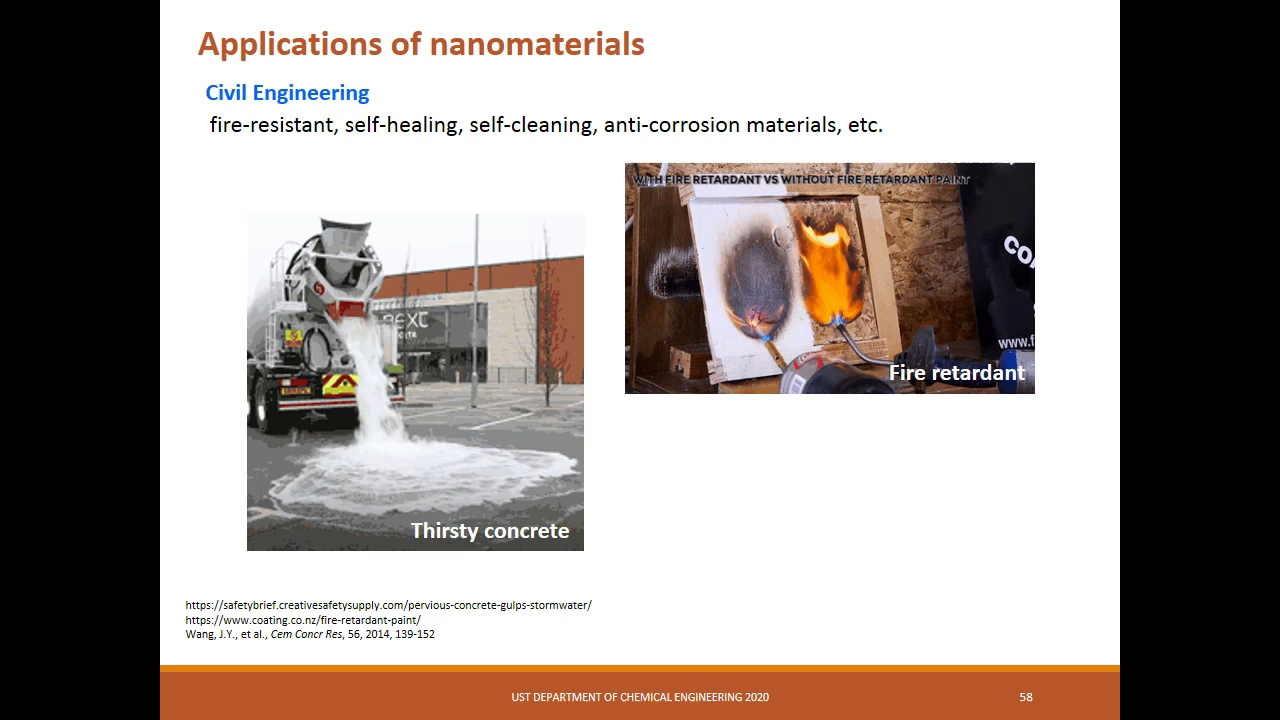 Applications of nanomaterials
Civil Engineering
fire-resistant, self-healing, self-cleaning, anti-corrosion materials, etc.
WITH FIRE RETARDANT VS WITHOUT FIRE RETARDANT PAINT
next
CO
www.f
Fire retardant
Thirsty concrete
https://safetybrief.creativesafetysupply.com/pervious-concrete-gulps-stormwater/
https://www.coating.co.nz/fire-retardant-paint/
Wang, J.Y., et al., Cem Concr Res, 56, 2014, 139-152
UST DEPARTMENT OF CHEMICAL ENGINEERING 2020
58